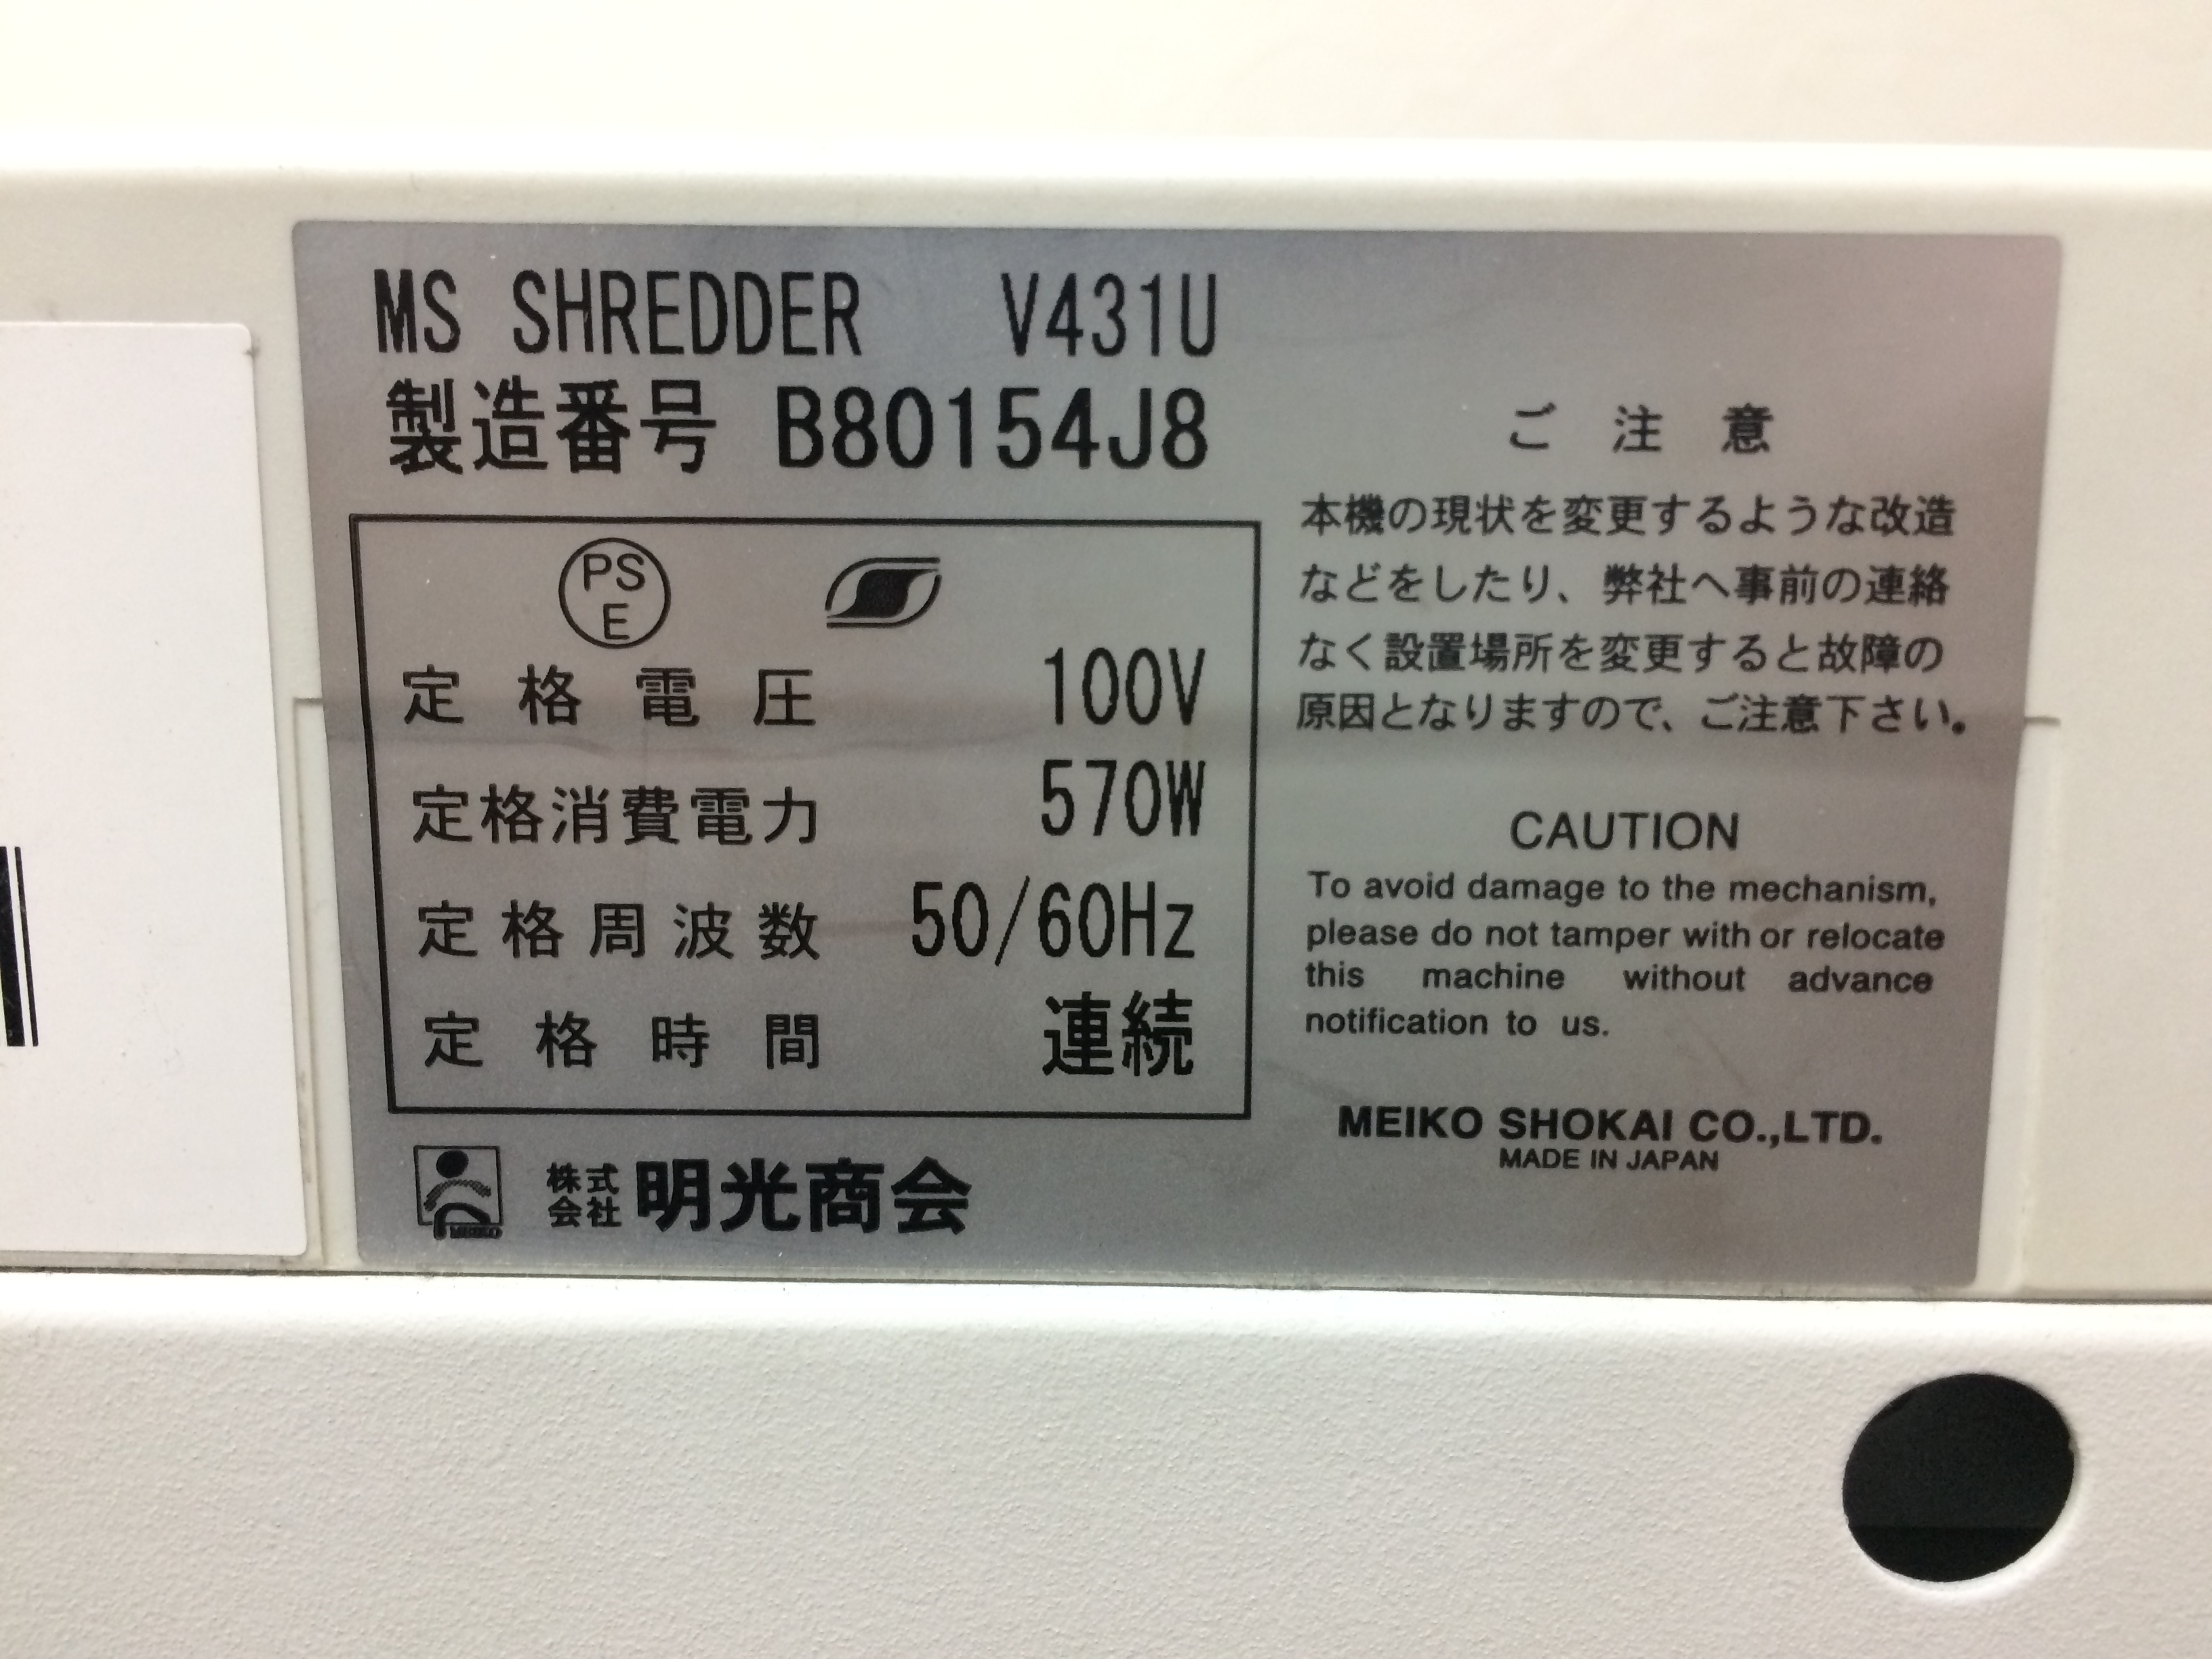 MS SHREDDER V431U
製造番号 B80154J8
PS
E
定格電圧 100V
定格消費電力 570W
定格周波数 50/60Hz
定格時間 連続
MEIKO
株式
会社
明光商会
ご注意
本機の現状を変更するような改造
などをしたり、弊社へ事前の連絡
なく設置場所を変更すると故障の
原因となりますので、ご注意下さい。
CAUTION
To avoid damage to the mechanism,
please do not tamper with or relocate
this machine without advance
notification to us.
MEIKO SHOKAI CO.,LTD.
MADE IN JAPAN